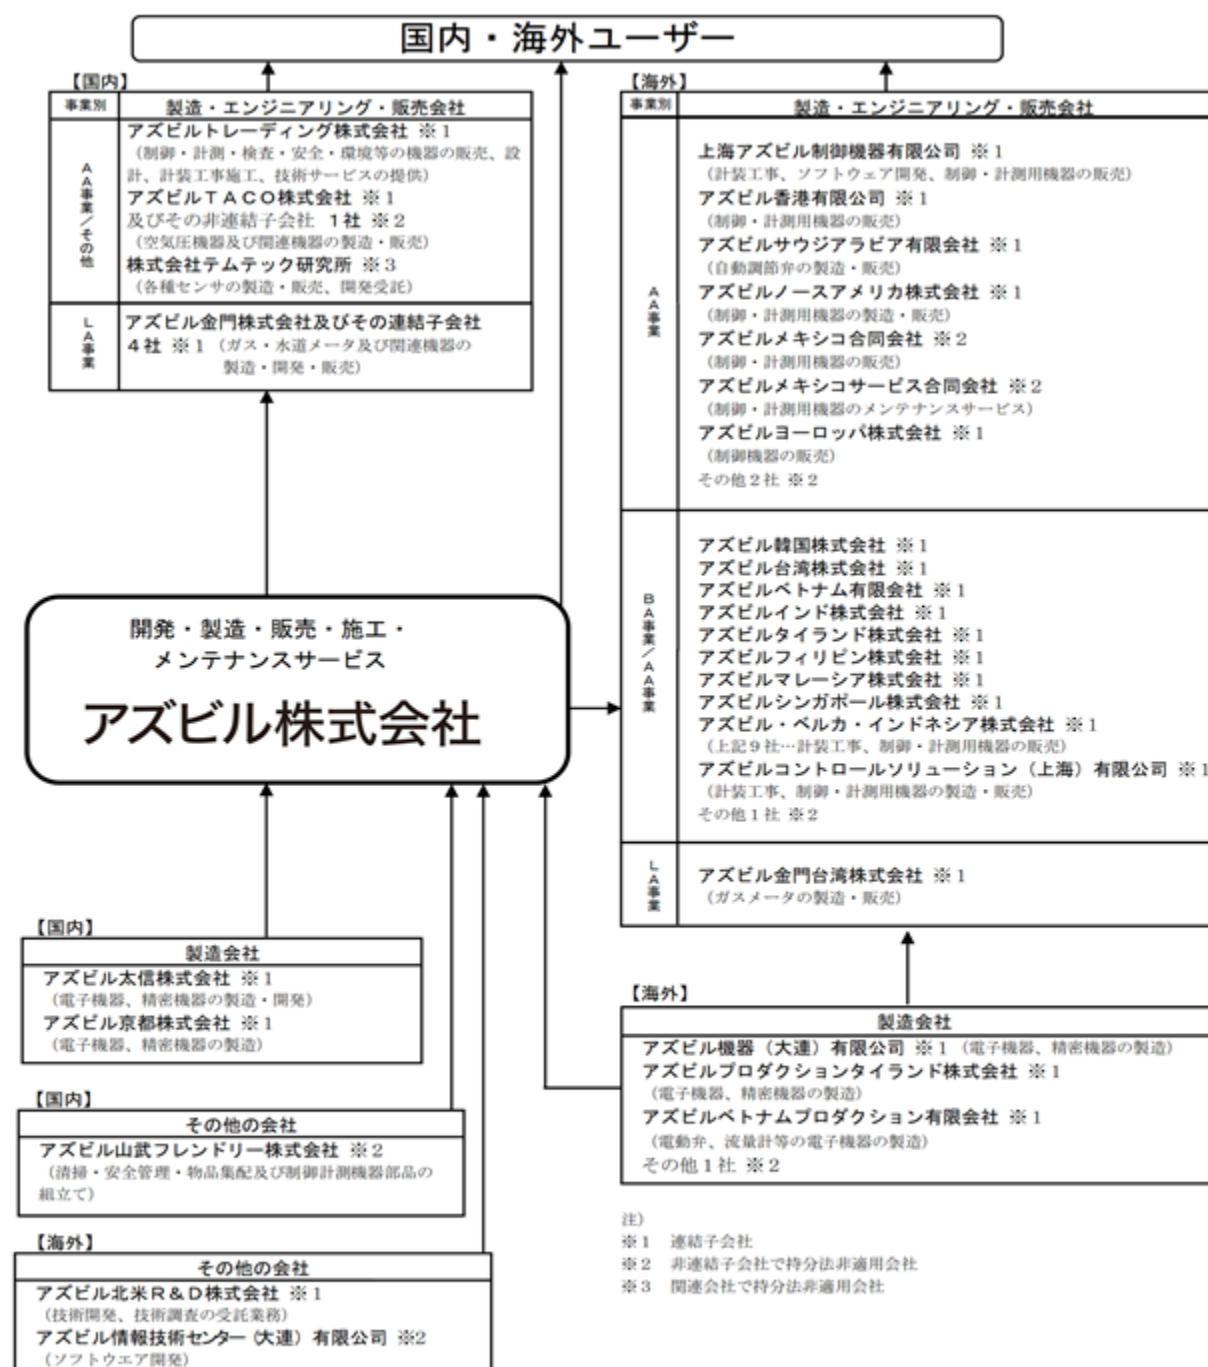 国内・海外ユーザー
【国内】
事業別
製造・エンジニアリング・販売会社
AA事業／その他
アズビルトレーディング株式会社 ※1
（制御・計測・検査・安全・環境等の機器の販売、設
計、計装工事施工、技術サービスの提供）
アズビルＴＡＣＯ株式会社 ※1
及びその非連結子会社 1社 ※2
（空気圧機器及び関連機器の製造・販売）
株式会社テムテック研究所 ※3
（各種センサの製造・販売、開発受託）
LA事業
アズビル金門株式会社及びその連結子会社
4社 ※1（ガス・水道メータ及び関連機器の
製造・開発・販売）
【海外】
事業別
製造・エンジニアリング・販売会社
AA事業
上海アズビル制御機器有限公司 ※1
（計装工事、ソフトウェア開発、制御・計測用機器の販売）
アズビル香港有限公司 ※1
（制御・計測用機器の販売）
アズビルサウジアラビア有限会社 ※1
（自動調節弁の製造・販売）
アズビルノースアメリカ株式会社 ※1
（制御・計測用機器の製造・販売）
アズビルメキシコ合同会社 ※2
（制御・計測用機器の販売）
アズビルメキシコサービス合同会社 ※2
（制御・計測用機器のメンテナンスサービス）
アズビルヨーロッパ株式会社 ※1
（制御機器の販売）
その他2社 ※2
BA事業／AA事業
アズビル韓国株式会社 ※1
アズビル台湾株式会社 ※1
アズビルベトナム有限会社 ※1
アズビルインド株式会社 ※1
アズビルタイランド株式会社 ※1
アズビルフィリピン株式会社 ※1
アズビルマレーシア株式会社 ※1
アズビルシンガポール株式会社 ※1
アズビル・ベルカ・インドネシア株式会社 ※1
（上記9社…計装工事、制御・計測用機器の販売）
アズビルコントロールソリューション（上海）有限公司 ※1
（計装工事、制御・計測用機器の製造・販売）
その他1社 ※2
LA事業
アズビル金門台湾株式会社 ※1
（ガスメータの製造・販売）
開発・製造・販売・施工・
メンテナンスサービス
アズビル株式会社
【国内】
製造会社
アズビル太信株式会社 ※1
（電子機器、精密機器の製造・開発）
アズビル京都株式会社 ※1
（電子機器、精密機器の製造）
【国内】
その他の会社
アズビル山武フレンドリー株式会社 ※2
（清掃・安全管理・物品集配及び制御計測機器部品の
組立て）
【海外】
その他の会社
アズビル北米Ｒ＆Ｄ株式会社 ※1
（技術開発、技術調査の受託業務）
アズビル情報技術センター（大連）有限公司 ※2
（ソフトウエア開発）
【海外】
製造会社
アズビル機器（大連）有限公司 ※1（電子機器、精密機器の製造）
アズビルプロダクションタイランド株式会社 ※1
（電子機器、精密機器の製造）
アズビルベトナムプロダクション有限会社 ※1
（電動弁、流量計等の電子機器の製造）
その他1社 ※2
注）
※1 連結子会社
※2 非連結子会社で持分法非適用会社
※3 関連会社で持分法非適用会社